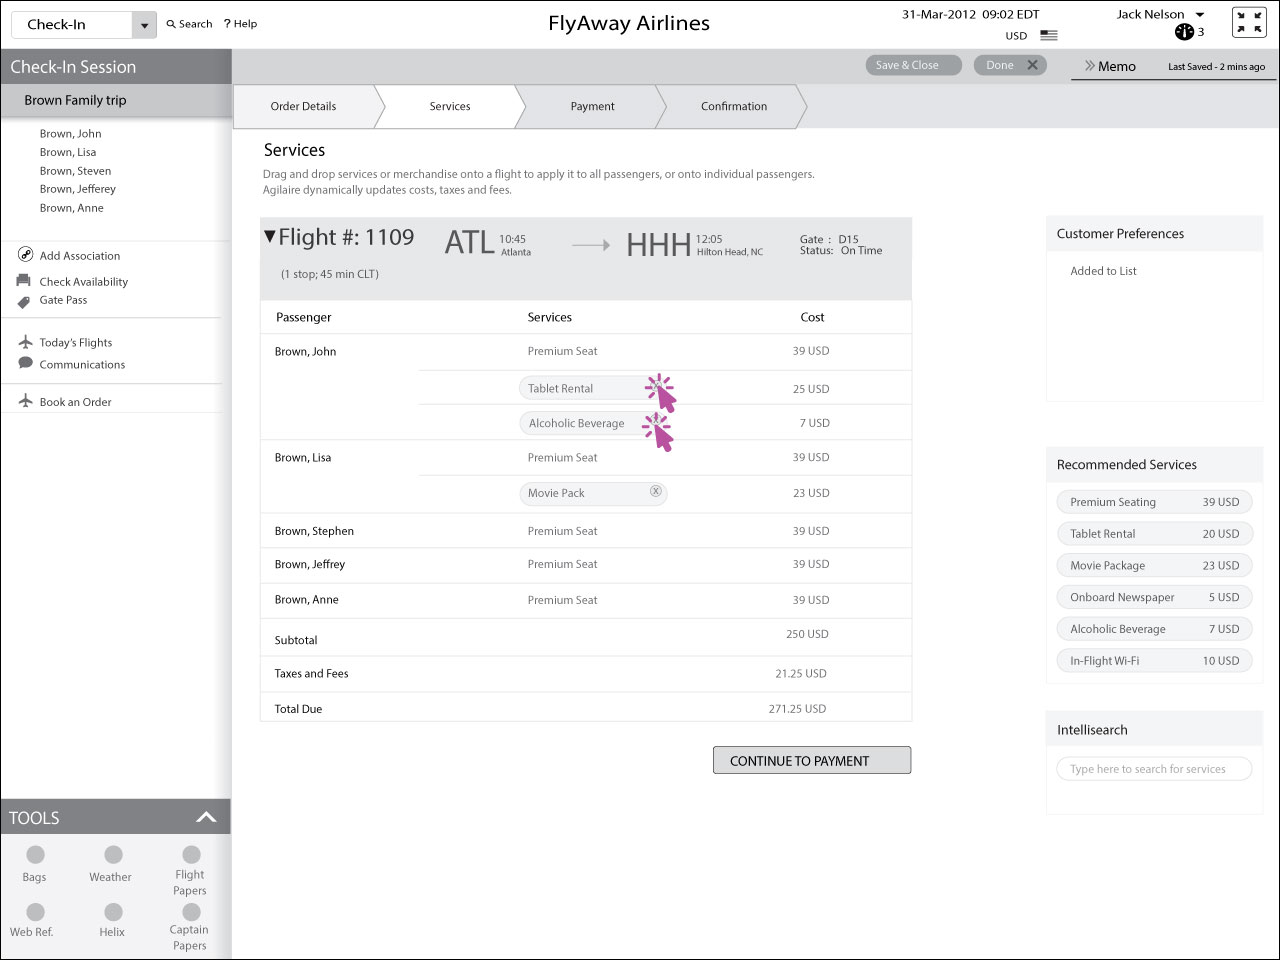 Check-In
Search
? Help
FlyAway Airlines
31-Mar-2012 09:02 EDT
USD
Jack Nelson
3
Check-In Session
Save & Close
Done
Memo
Last Saved - 2 mins ago
Brown Family trip
Brown, John
Brown, Lisa
Brown, Steven
Brown, Jefferey
Brown, Anne
Add Association
Check Availability
Gate Pass
Today's Flights
Communications
Book an Order
Order Details
Services
Payment
Confirmation
Services
Drag and drop services or merchandise onto a flight to apply it to all passengers, or onto individual passengers.
Agilaire dynamically updates costs, taxes and fees.
Flight #: 1109
(1 stop; 45 min CLT)
ATL
10:45
Atlanta
HHH
12:05
Hilton Head, NC
Gate : D15
Status: On Time
Passenger Services Cost
Brown, John Premium Seat 39 USD
Tablet Rental 25 USD
Alcoholic Beverage 7 USD
Brown, Lisa Premium Seat 39 USD
Movie Pack X 23 USD
Brown, Stephen Premium Seat 39 USD
Brown, Jeffrey Premium Seat 39 USD
Brown, Anne Premium Seat 39 USD
Subtotal 250 USD
Taxes and Fees 21.25 USD
Total Due 271.25 USD
CONTINUE TO PAYMENT
Customer Preferences
Added to List
Recommended Services
Premium Seating 39 USD
Tablet Rental 20 USD
Movie Package 23 USD
Onboard Newspaper 5 USD
Alcoholic Beverage 7 USD
In-Flight Wi-Fi 10 USD
Intellisearch
Type here to search for services
TOOLS
Bags
Weather
Flight
Papers
Web Ref.
Helix
Captain
Papers